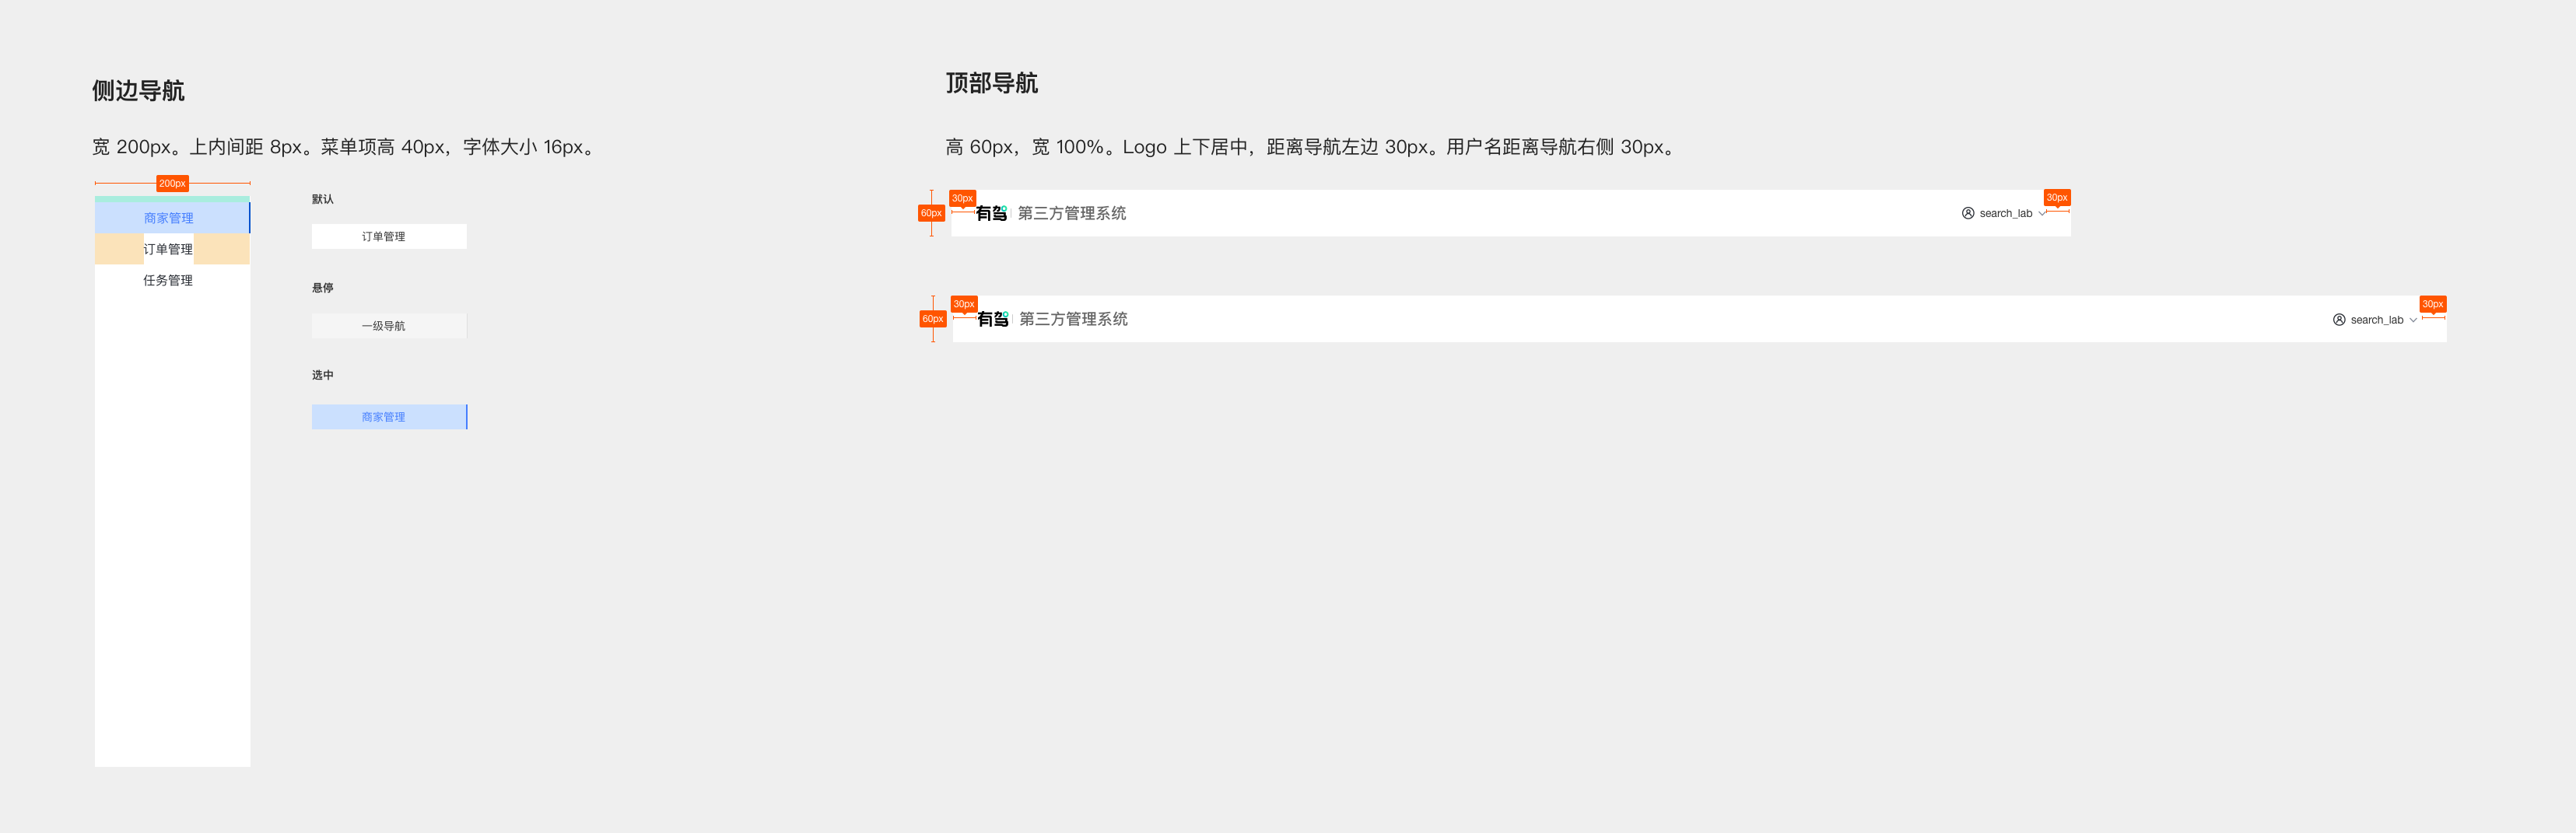 侧边导航
宽 200px。上内间距 8px。菜单项高 40px，字体大小 16px。
200px
商家管理
订单管理
任务管理
默认
订单管理
悬停
一级导航
选中
商家管理
顶部导航
高 60px，宽 100%。Logo 上下居中，距离导航左边 30px。用户名距离导航右侧 30px。
60px
30px
有驾 第三方管理系统
search_lab
30px
60px
30px
有驾 第三方管理系统
search_lab
30px